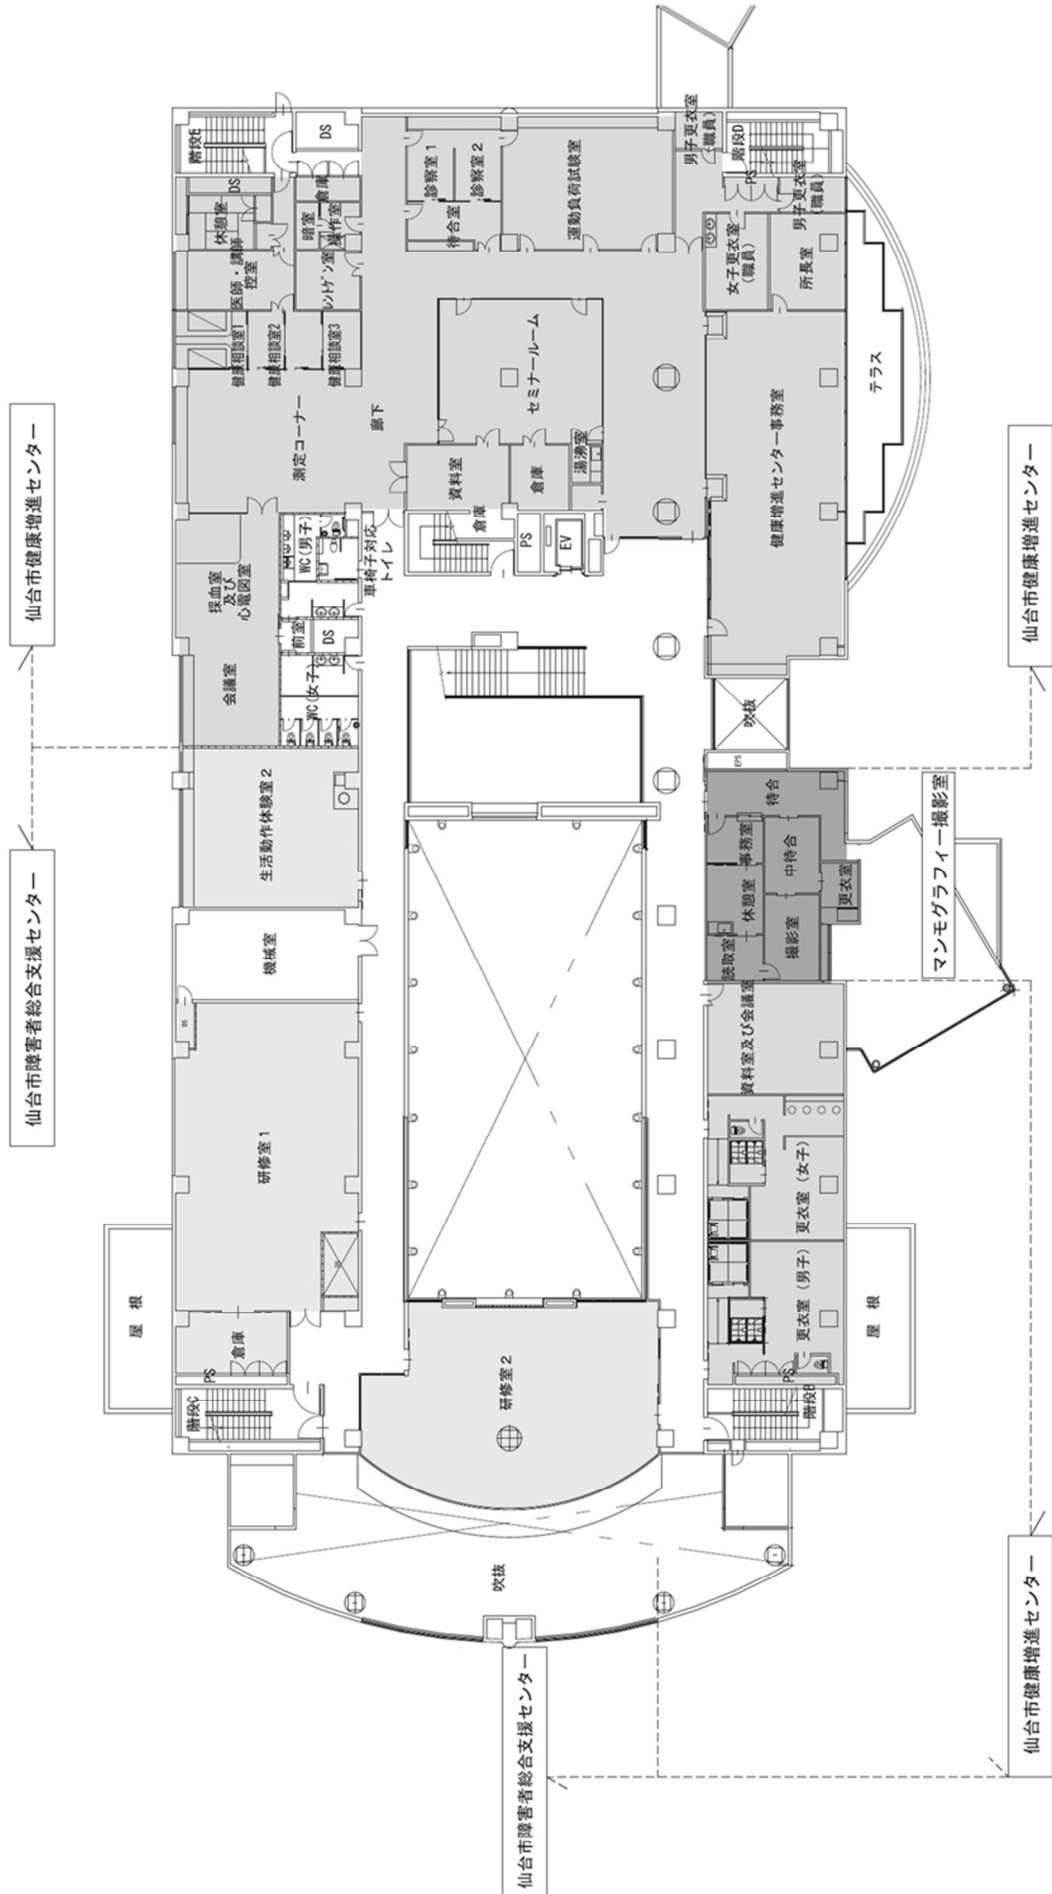 仙台市健康増進センター
仙台市障害者総合支援センター
階段E
DS
DS
休憩室
倉庫
暗室
操作室
医師・講師
控室
レントゲン室
健康相談室1
健康相談室2
健康相談室3
測定コーナー
廊下
採血室
及び
心電図室
会議室
WC(男子)
車椅子対応
トイレ
前室
DS
WC(女子)
生活動作体験室2
機械室
DS
研修室1
DS
倉庫
PS
階段C
屋 根
診察室1
診察室2
待合室
運動負荷試験室
セミナールーム
資料室
倉庫
湯沸室
倉庫
PS
EV
研修室2
吹抜
男子更衣室
(職員)
階段D
PS
男子更衣室
(職員)
女子更衣室
(職員)
所長室
健康増進センター事務室
テラス
吹抜
EPS
待合
事務室
中待合
休憩室
更衣室
読取室
撮影室
マンモグラフィー撮影室
資料室及び会議室
更衣室(女子)
更衣室(男子)
PS
階段B
屋 根
仙台市健康増進センター
仙台市健康増進センター
仙台市障害者総合支援センター